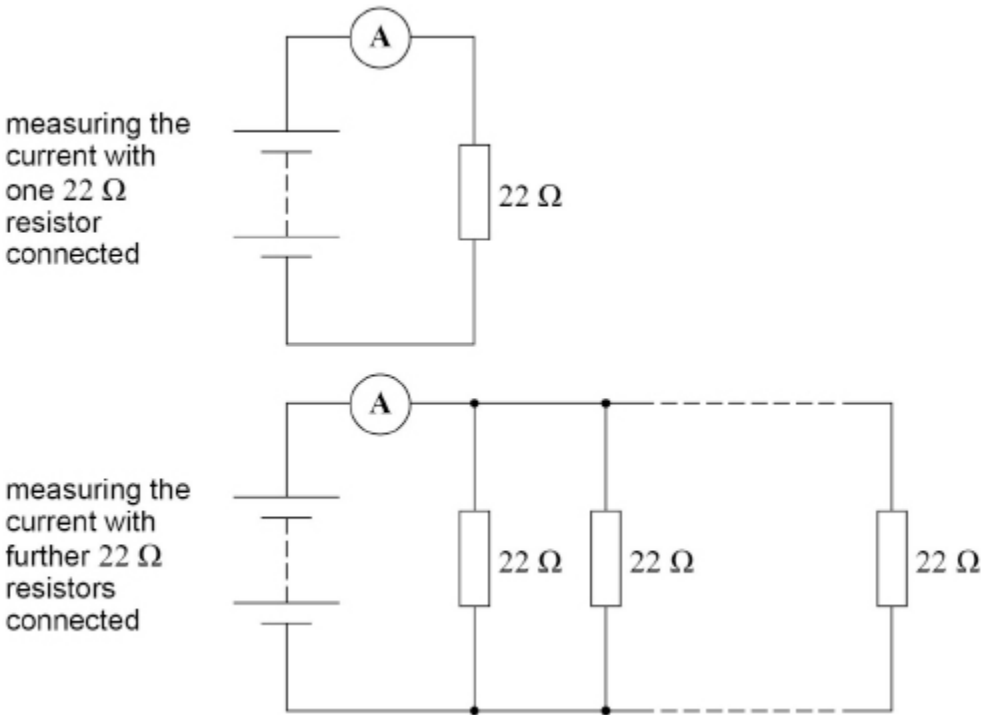 A
measuring the
current with
one 22 Ω
resistor
connected
22 Ω
A
measuring the
current with
further 22 Ω
resistors
connected
22 Ω
22 Ω
22 Ω